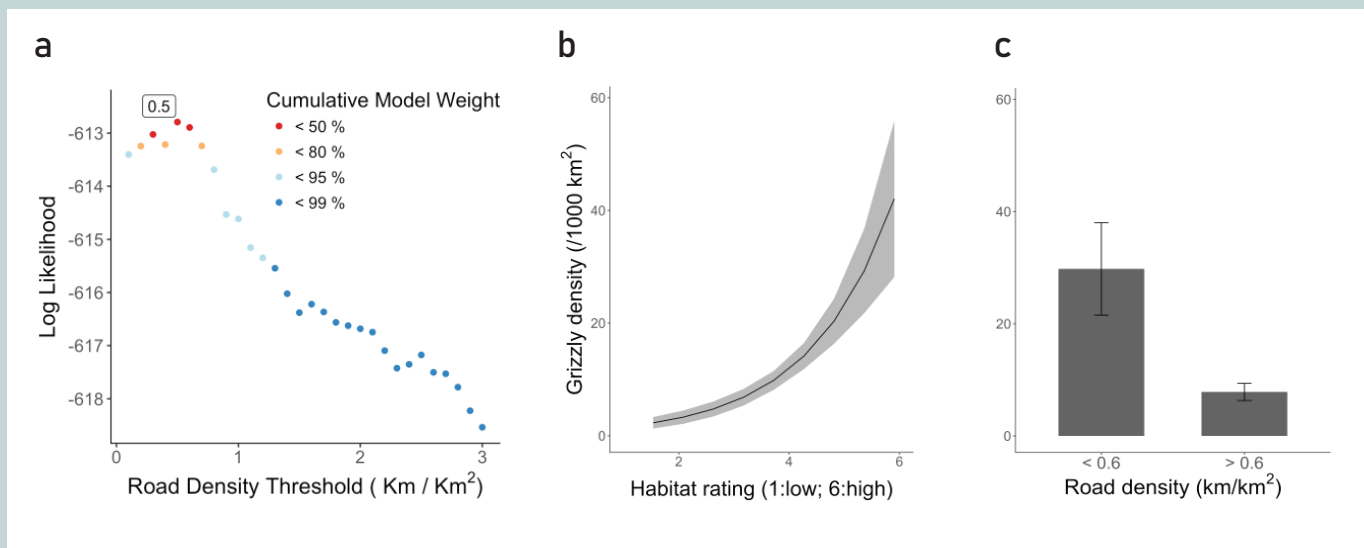 a
0.5
Cumulative Model Weight
< 50 %
< 80 %
< 95 %
< 99 %
-613
-614
-615
-616
-617
-618
Log Likelihood
0 1 2 3
Road Density Threshold ( Km / Km²)
b
60
40
20
0
Grizzly density (/1000 km²)
2 4 6
Habitat rating (1:low; 6:high)
c
60
40
20
0
< 0.6 > 0.6
Road density (km/km²)